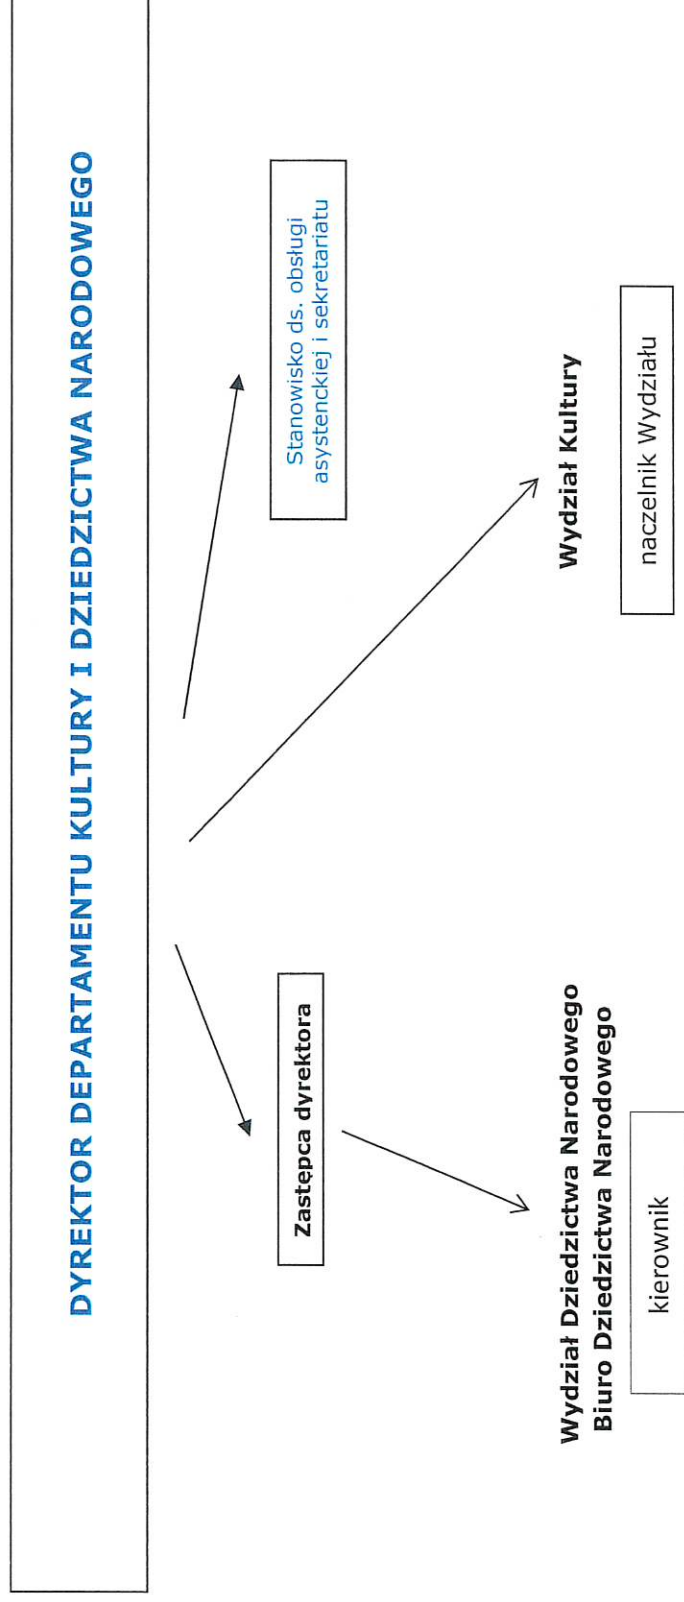 DYREKTOR DEPARTAMENTU KULTURY I DZIEDZICTWA NARODOWEGO
Zastępca dyrektora
Stanowisko ds. obsługi
asystenckiej i sekretariatu
Wydział Dziedzictwa Narodowego
Biuro Dziedzictwa Narodowego
kierownik
Wydział Kultury
naczelnik Wydziału